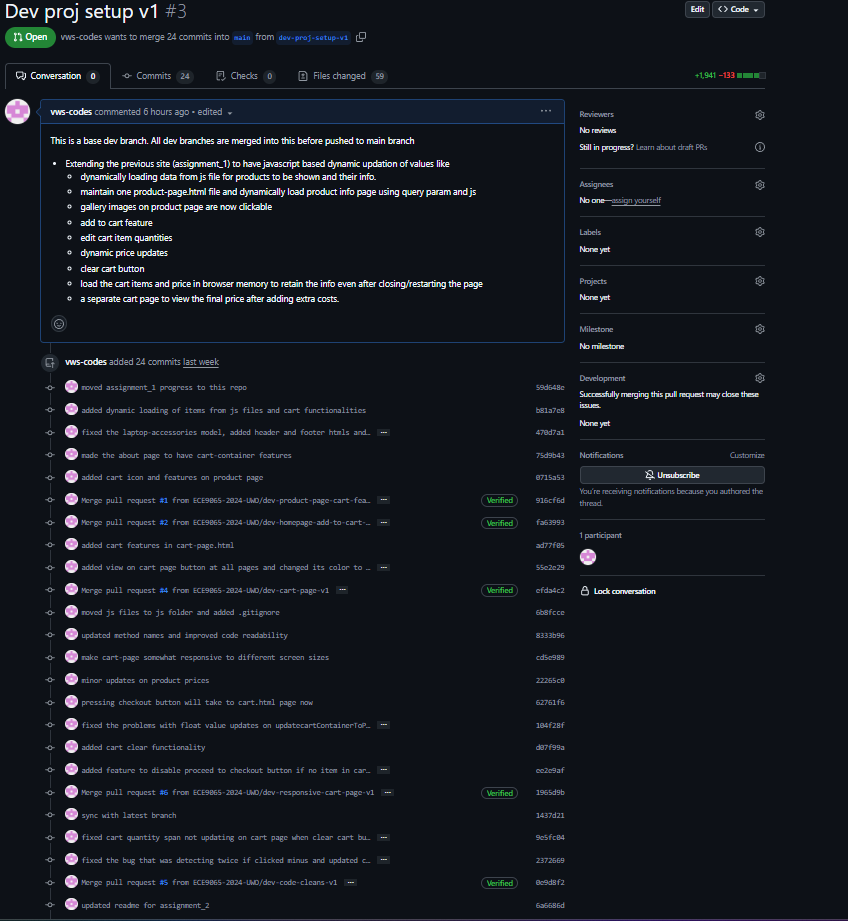 Dev proj setup v1 #3
Edit
Code
Open
vws-codes wants to merge 24 commits into main from dev-proj-setup-v1
Conversation 0
Commits 24
Checks 0
Files changed 59
+1,941 −133
vws-codes commented 6 hours ago • edited
This is a base dev branch. All dev branches are merged into this before pushed to main branch
Extending the previous site (assignment_1) to have javascript based dynamic updation of values like
dynamically loading data from js file for products to be shown and their info.
maintain one product-page.html file and dynamically load product info page using query param and js
gallery images on product page are now clickable
add to cart feature
edit cart item quantities
dynamic price updates
clear cart button
load the cart items and price in browser memory to retain the info even after closing/restarting the page
a separate cart page to view the final price after adding extra costs.
vws-codes added 24 commits last week
moved assignment_1 progress to this repo 59d648e
added dynamic loading of items from js files and cart functionalities b81a7e8
fixed the laptop-accessories model, added header and footer htmls and… 470d7a1
made the about page to have cart-container features 75d9b43
added cart icon and features on product page 0715a53
Merge pull request #1 from ECE9065-2024-UWO/dev-product-page-cart-fea… Verified 916cf6d
Merge pull request #2 from ECE9065-2024-UWO/dev-homepage-add-to-cart-… Verified fa63993
added cart features in cart-page.html ad77f05
added view on cart page button at all pages and changed its color to … 55e2e29
Merge pull request #4 from ECE9065-2024-UWO/dev-cart-page-v1 Verified efda4c2
moved js files to js folder and added .gitignore 6b8fcce
updated method names and improved code readability 8333b96
make cart-page somewhat responsive to different screen sizes cd5e989
minor updates on product prices 22265c0
pressing checkout button will take to cart.html page now 62761f6
fixed the problems with float value updates on updatecartContainerToP… 104f28f
added cart clear functionality d07f99a
added feature to disable proceed to checkout button if no item in car… ee2e9af
Merge pull request #6 from ECE9065-2024-UWO/dev-responsive-cart-page-v1 Verified 1965d9b
sync with latest branch 1437d21
fixed cart quantity span not updating on cart page when clear cart bu… 9e5fc04
fixed the bug that was detecting twice if clicked minus and updated c… 2372669
Merge pull request #5 from ECE9065-2024-UWO/dev-code-cleans-v1 Verified 0e9d8f2
updated readme for assignment_2 6a6686d
Reviewers
No reviews
Still in progress? Learn about draft PRs
Assignees
No one—assign yourself
Labels
None yet
Projects
None yet
Milestone
No milestone
Development
Successfully merging this pull request may close these
issues.
None yet
Notifications Customize
Unsubscribe
You're receiving notifications because you authored the
thread.
1 participant
Lock conversation